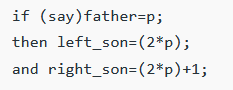 if (say)father=p;
then left_son=(2*p);
and right_son=(2*p)+1;